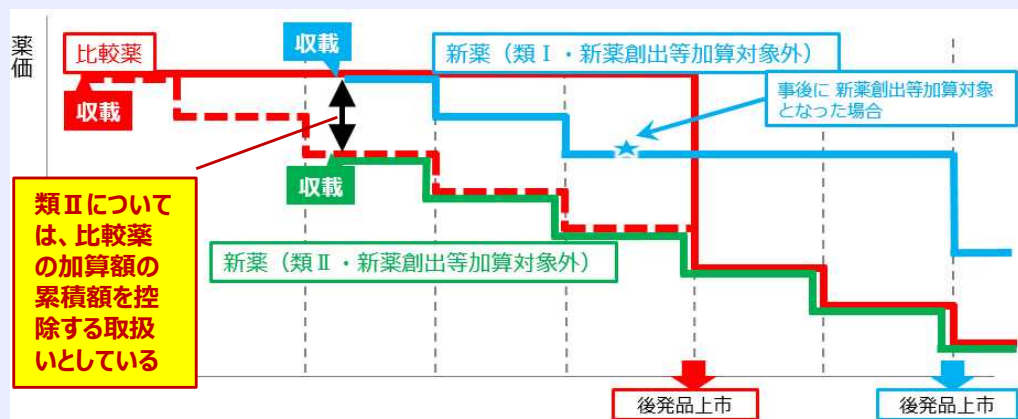 薬価
比較薬
収載
収載
新薬（類Ⅰ・新薬創出等加算対象外）
事後に 新薬創出等加算対象
となった場合
収載
類Ⅱについて
は、比較薬
の加算額の
累積額を控
除する取扱
いとしている
新薬（類Ⅱ・新薬創出等加算対象外）
後発品上市
後発品上市